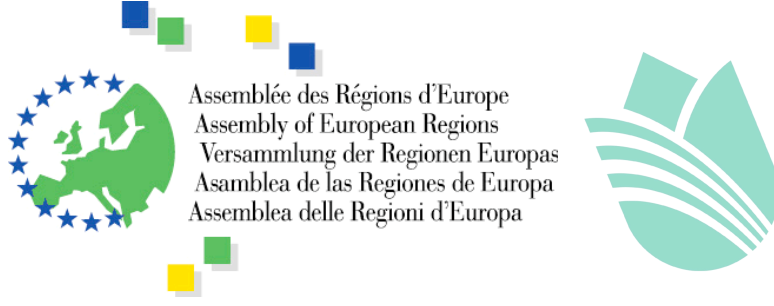 Assemblée des Régions d'Europe
Assembly of European Regions
Versammlung der Regionen Europas
Asamblea de las Regiones de Europa
Assemblea delle Regioni d'Europa